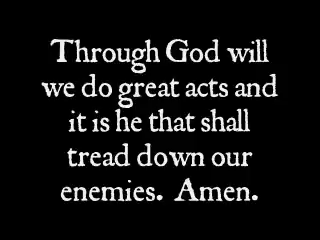 Through God will
we do great acts and
it is he that shall
tread down our
enemies.  Amen.